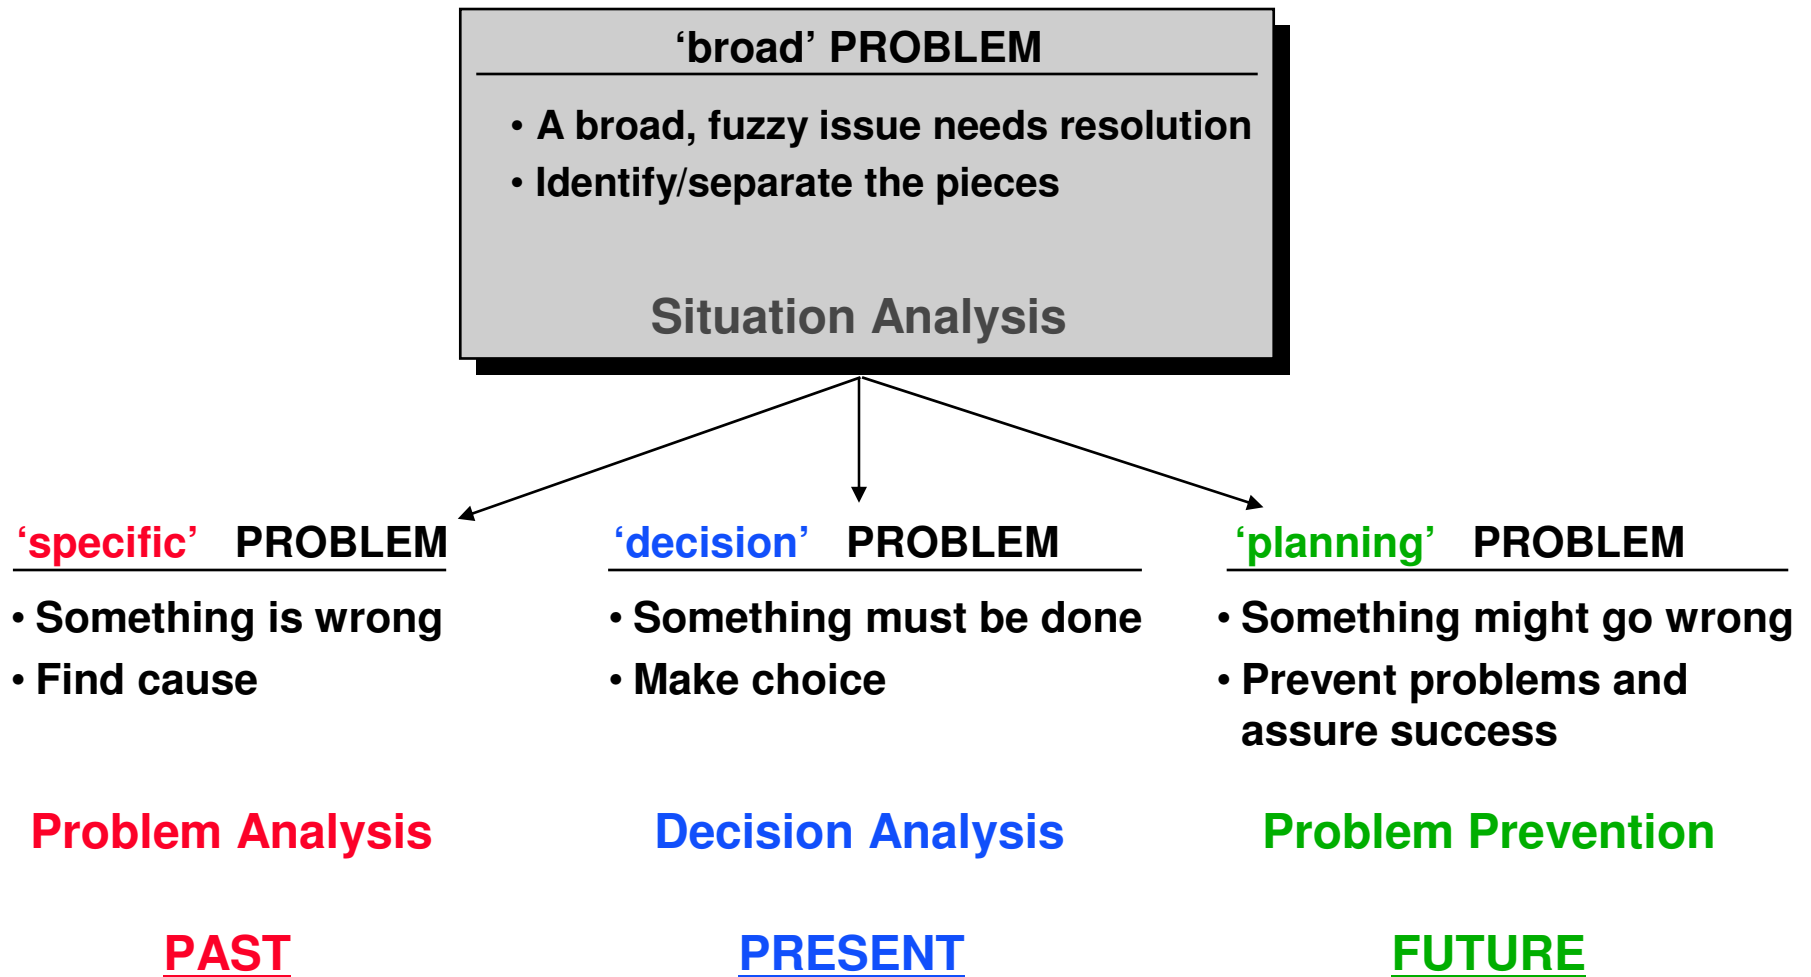 ‘broad’ PROBLEM
• A broad, fuzzy issue needs resolution
• Identify/separate the pieces
Situation Analysis
‘specific’ PROBLEM
• Something is wrong
• Find cause
Problem Analysis
PAST
‘decision’ PROBLEM
• Something must be done
• Make choice
Decision Analysis
PRESENT
‘planning’ PROBLEM
• Something might go wrong
• Prevent problems and
assure success
Problem Prevention
FUTURE